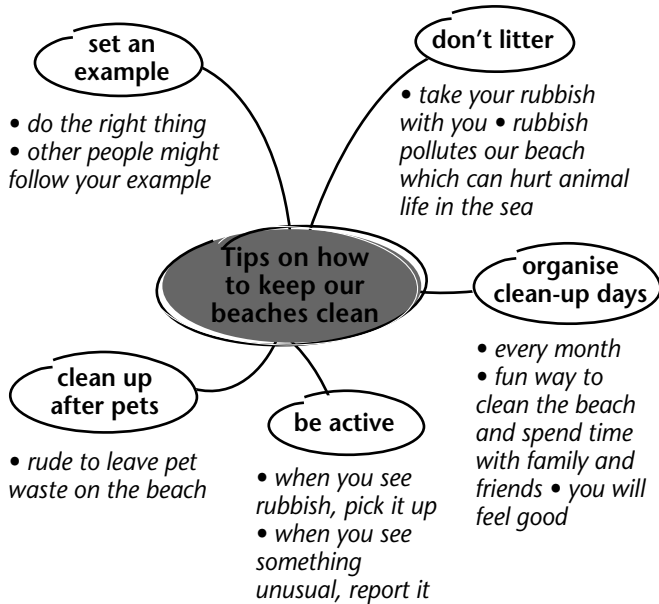 set an
example
• do the right thing
• other people might
follow your example
don't litter
• take your rubbish
with you • rubbish
pollutes our beach
which can hurt animal
life in the sea
Tips on how
to keep our
beaches clean
organise
clean-up days
• every month
• fun way to
clean the beach
and spend time
with family and
friends • you will
feel good
clean up
after pets
• rude to leave pet
waste on the beach
be active
• when you see
rubbish, pick it up
• when you see
something
unusual, report it